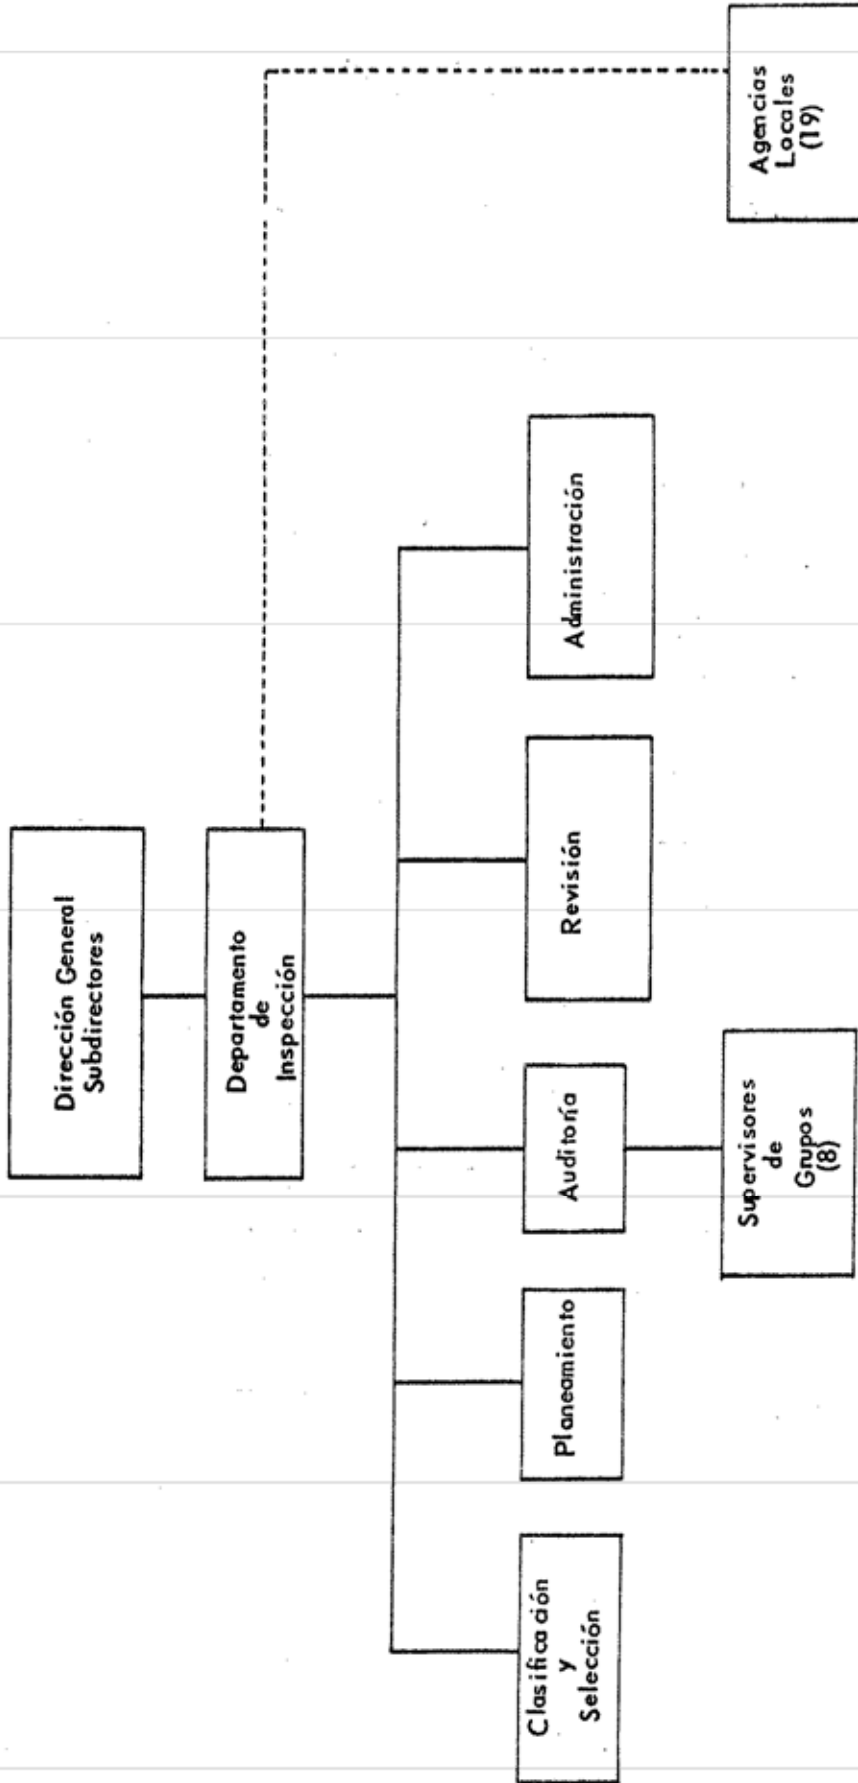 Dirección General
Subdirectores
Departamento
de
Inspección
Clasificación
y
Selección
Planeamiento
Auditoría
Revisión
Administración
Supervisores
de
Grupos
(8)
Agencias
Locales
(19)